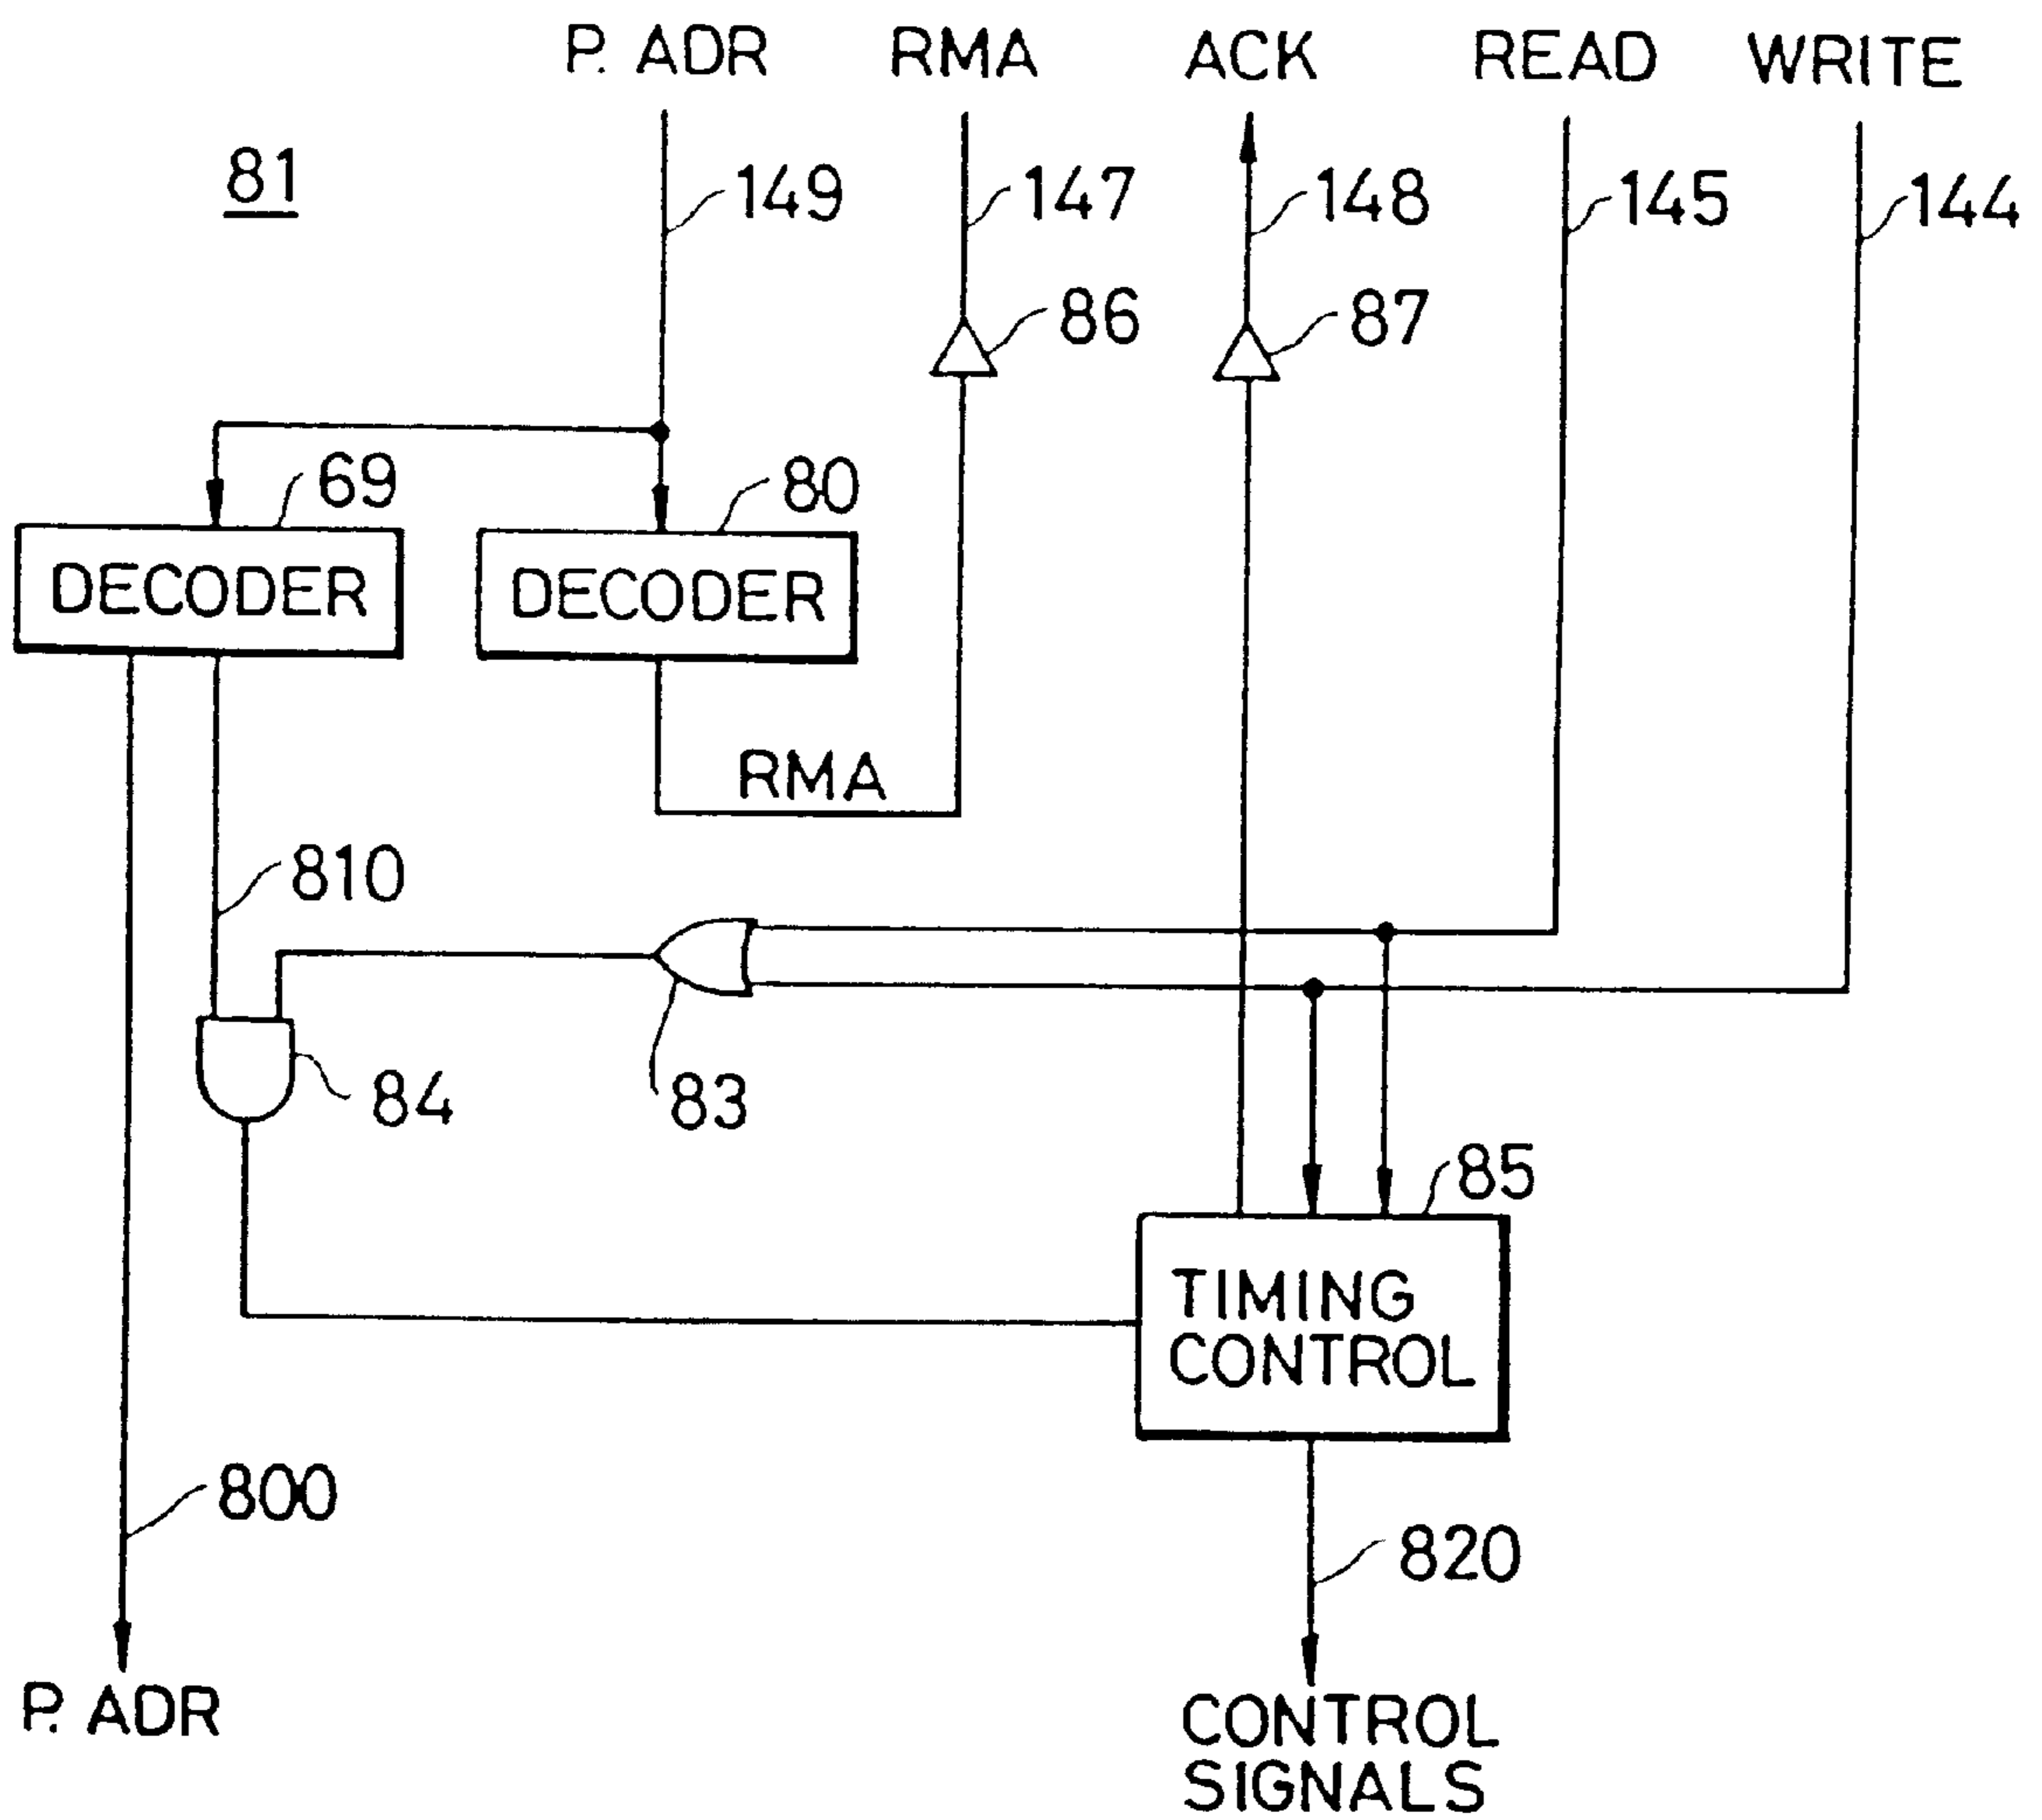 P. ADR RMA ACK READ WRITE
81
149 147 148 145 144
86 87
69 80
DECODER DECODER
RMA
810
84 83
85
TIMING
CONTROL
800
820
P. ADR
CONTROL
SIGNALS